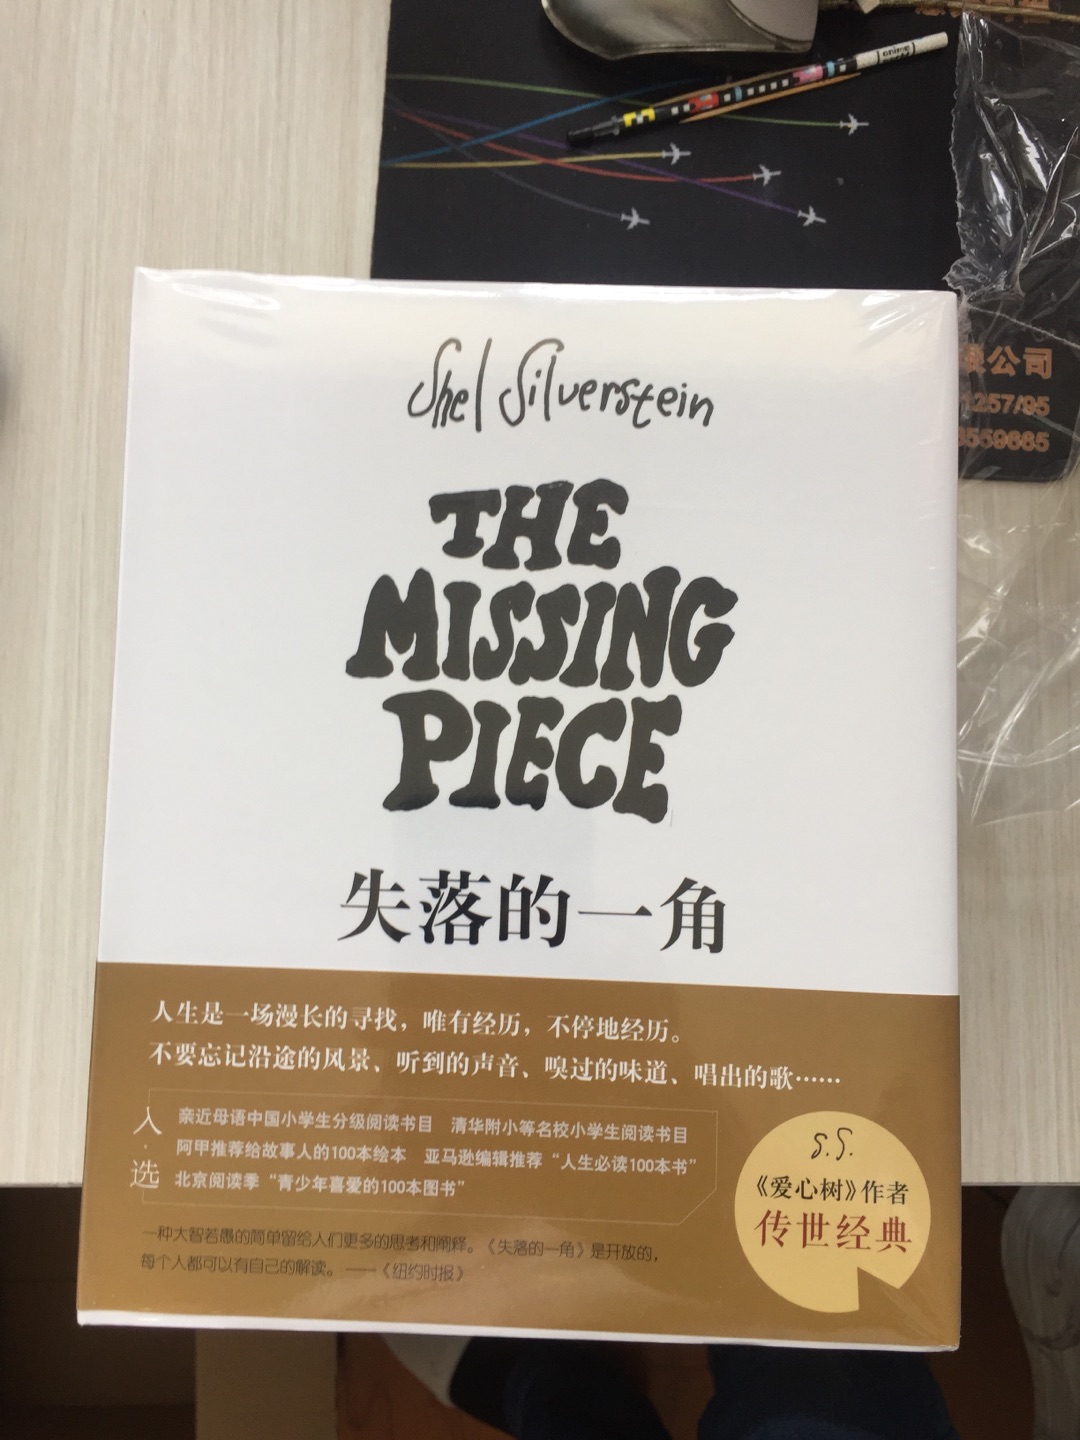 Shel Silverstein
THE
MISSING
PIECE
失落的一角
人生是一场漫长的寻找，唯有经历，不停地经历。
不要忘记沿途的风景、听到的声音、嗅过的味道、唱出的歌……
入·选
亲近母语中国小学生分级阅读书目 清华附小等名校小学生阅读书目
阿甲推荐给故事人的100本绘本 亚马逊编辑推荐“人生必读100本书”
北京阅读季“青少年喜爱的100本图书”
一种大智若愚的简单留给人们更多的思考和阐释。《失落的一角》是开放的，
每个人都可以有自己的解读。 ——《纽约时报》
S.S.
《爱心树》作者
传世经典
公司
1257/95
8559665